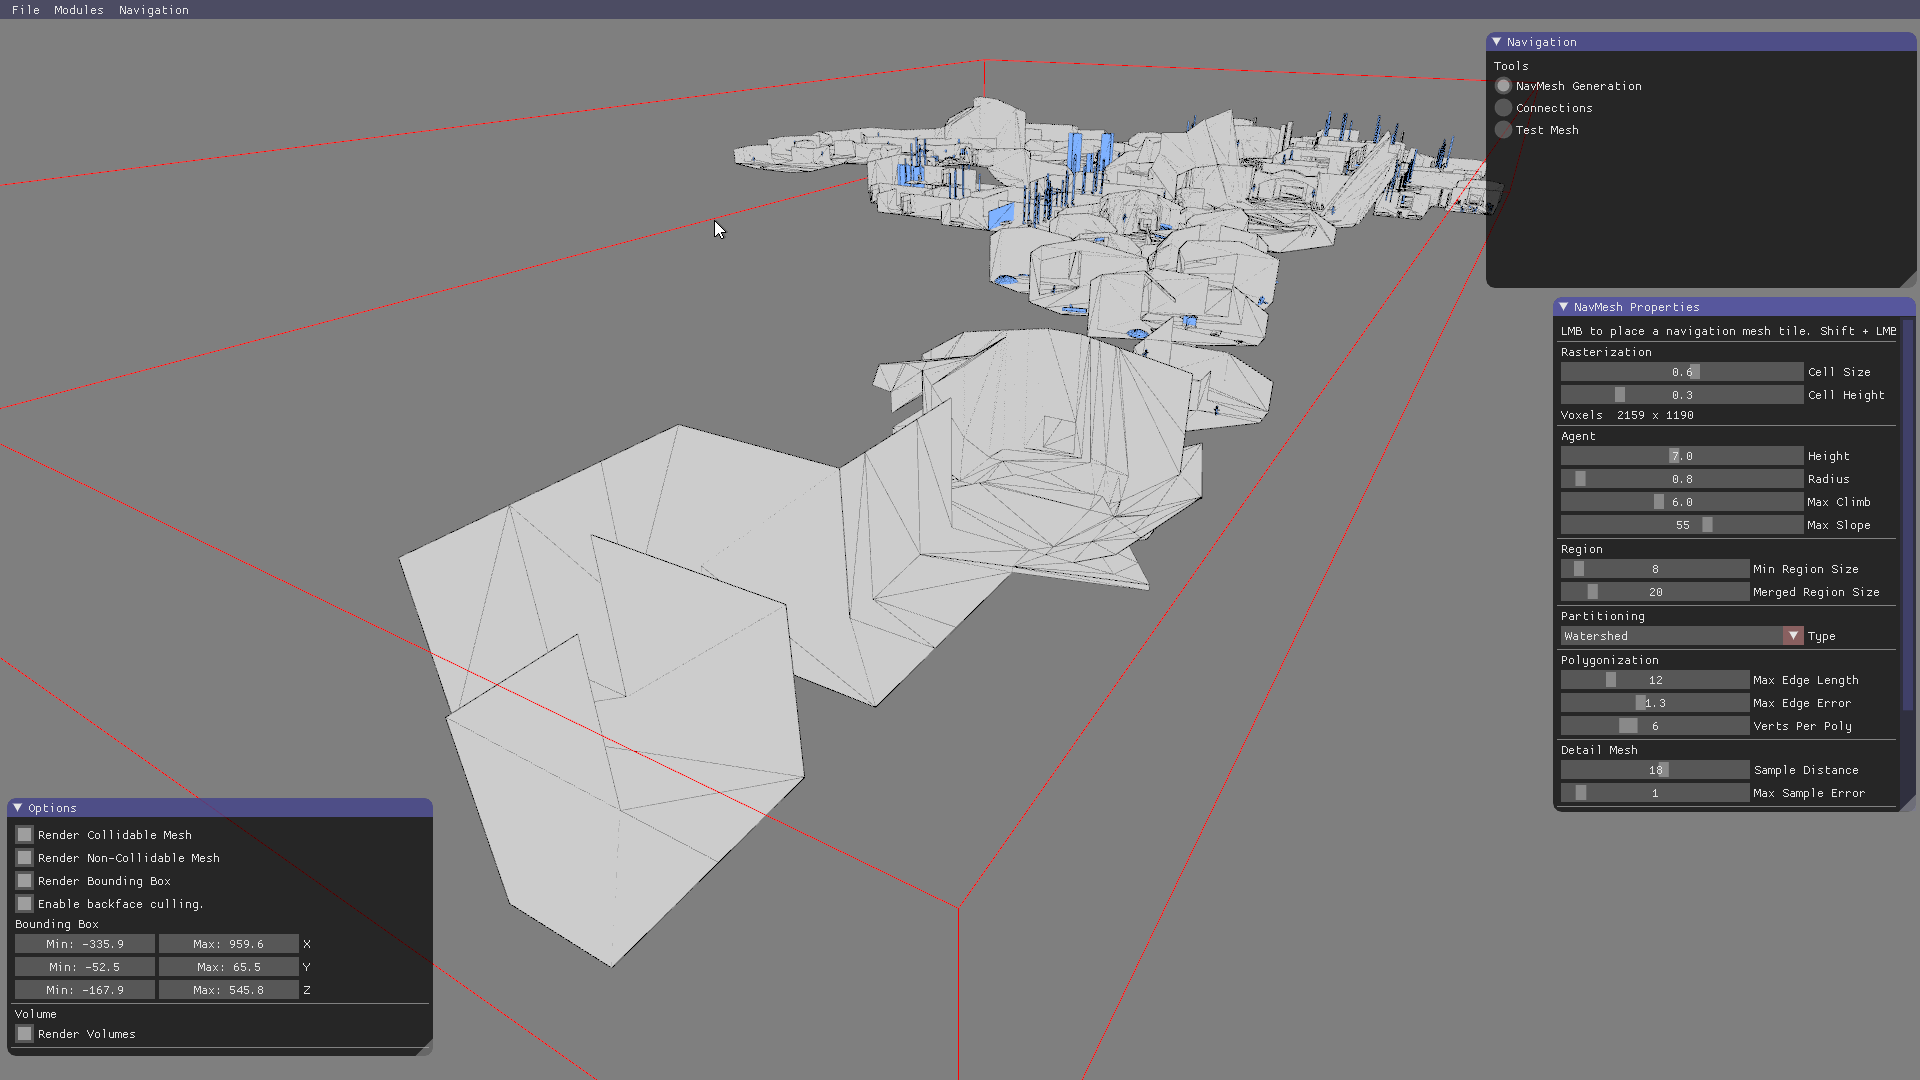 File Modules Navigation
Navigation
Tools
NavMesh Generation
Connections
Test Mesh
NavMesh Properties
LMB to place a navigation mesh tile. Shift + LMB
Rasterization
0.6 Cell Size
0.3 Cell Height
Voxels 2159 x 1190
Agent
7.0 Height
0.8 Radius
6.0 Max Climb
55 Max Slope
Region
8 Min Region Size
20 Merged Region Size
Partitioning
Watershed Type
Polygonization
12 Max Edge Length
1.3 Max Edge Error
6 Verts Per Poly
Detail Mesh
18 Sample Distance
1 Max Sample Error
Options
Render Collidable Mesh
Render Non-Collidable Mesh
Render Bounding Box
Enable backface culling.
Bounding Box
Min: -335.9 Max: 959.6 X
Min: -52.5 Max: 65.5 Y
Min: -167.9 Max: 545.8 Z
Volume
Render Volumes